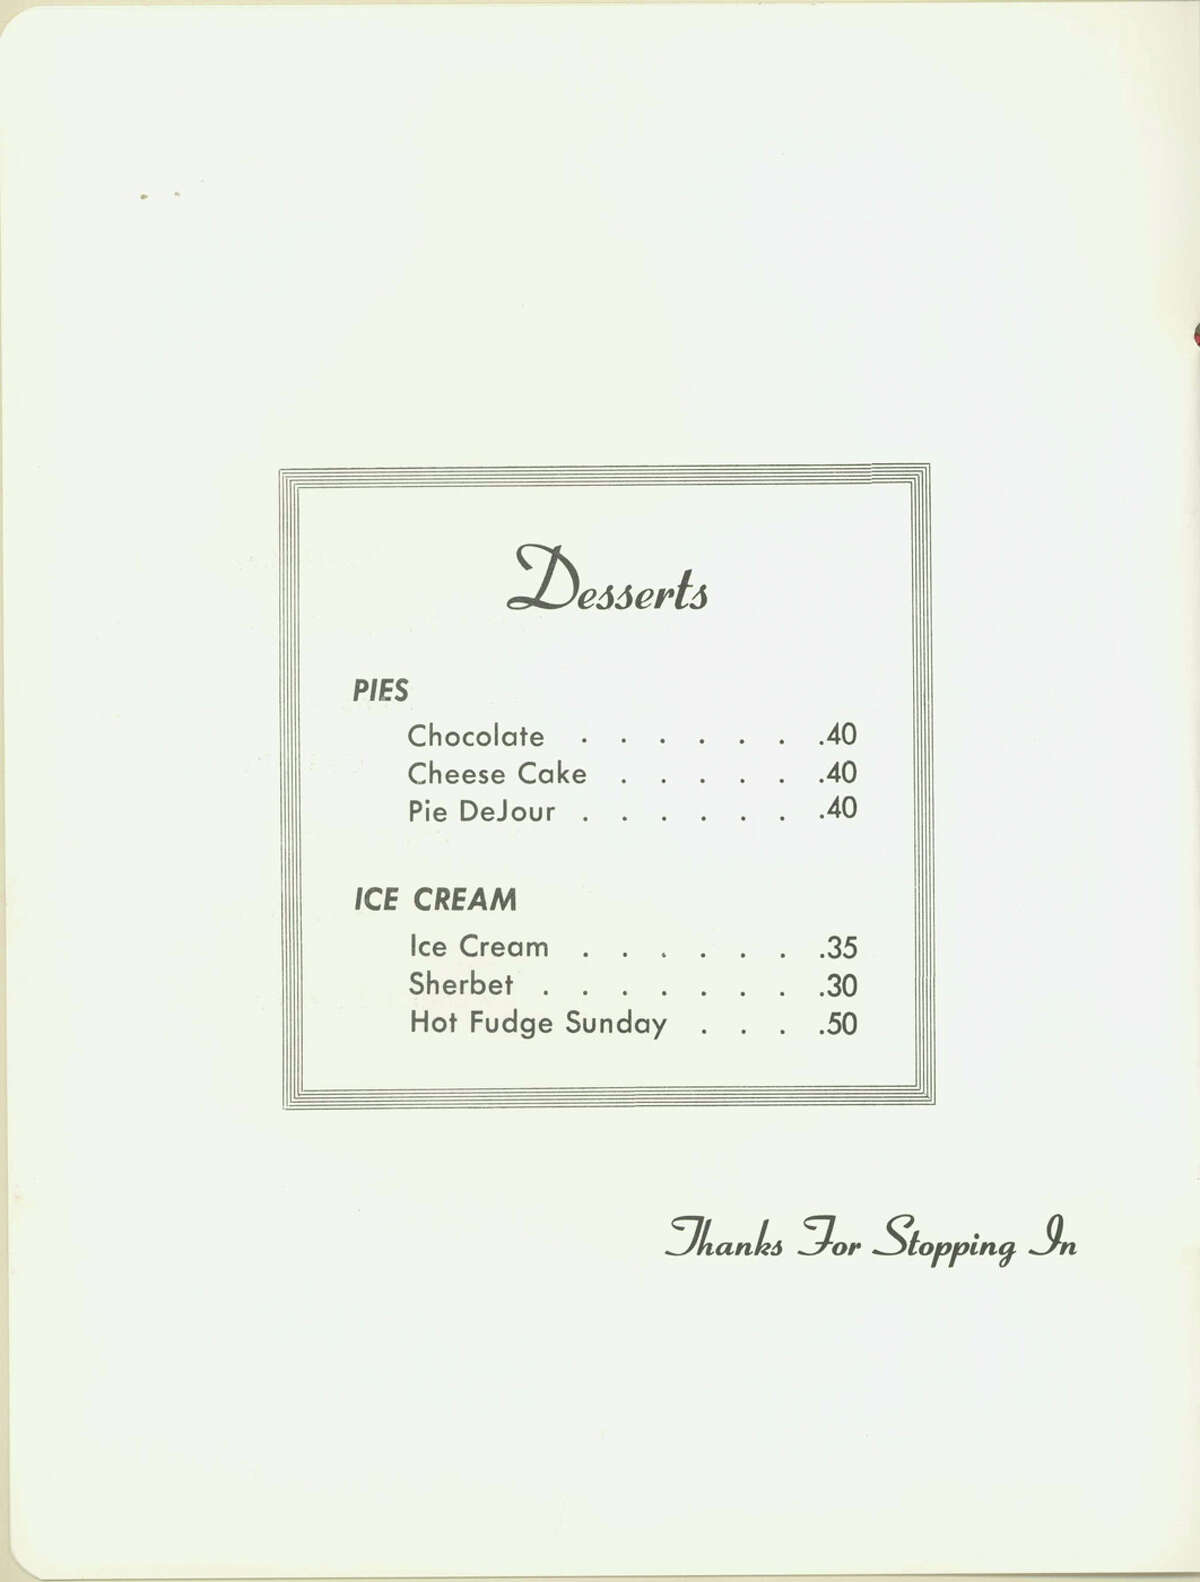 Desserts
PIES
Chocolate . . . . . . .40
Cheese Cake . . . . . .40
Pie DeJour . . . . . . .40
ICE CREAM
Ice Cream . . . . . . .35
Sherbet . . . . . . . .30
Hot Fudge Sunday . . . .50
Thanks For Stopping In